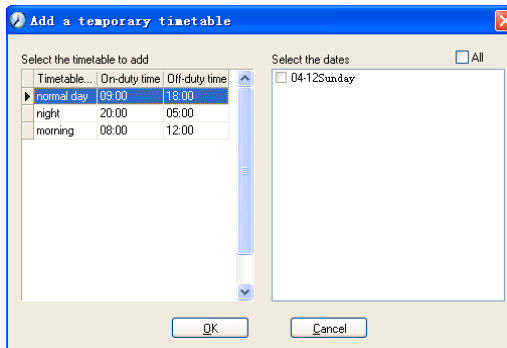 Add a temporary timetable
Select the timetable to add
Timetable... On-duty time Off-duty time
normal day 09:00 18:00
night 20:00 05:00
morning 08:00 12:00
Select the dates All
04-12Sunday
OK Cancel